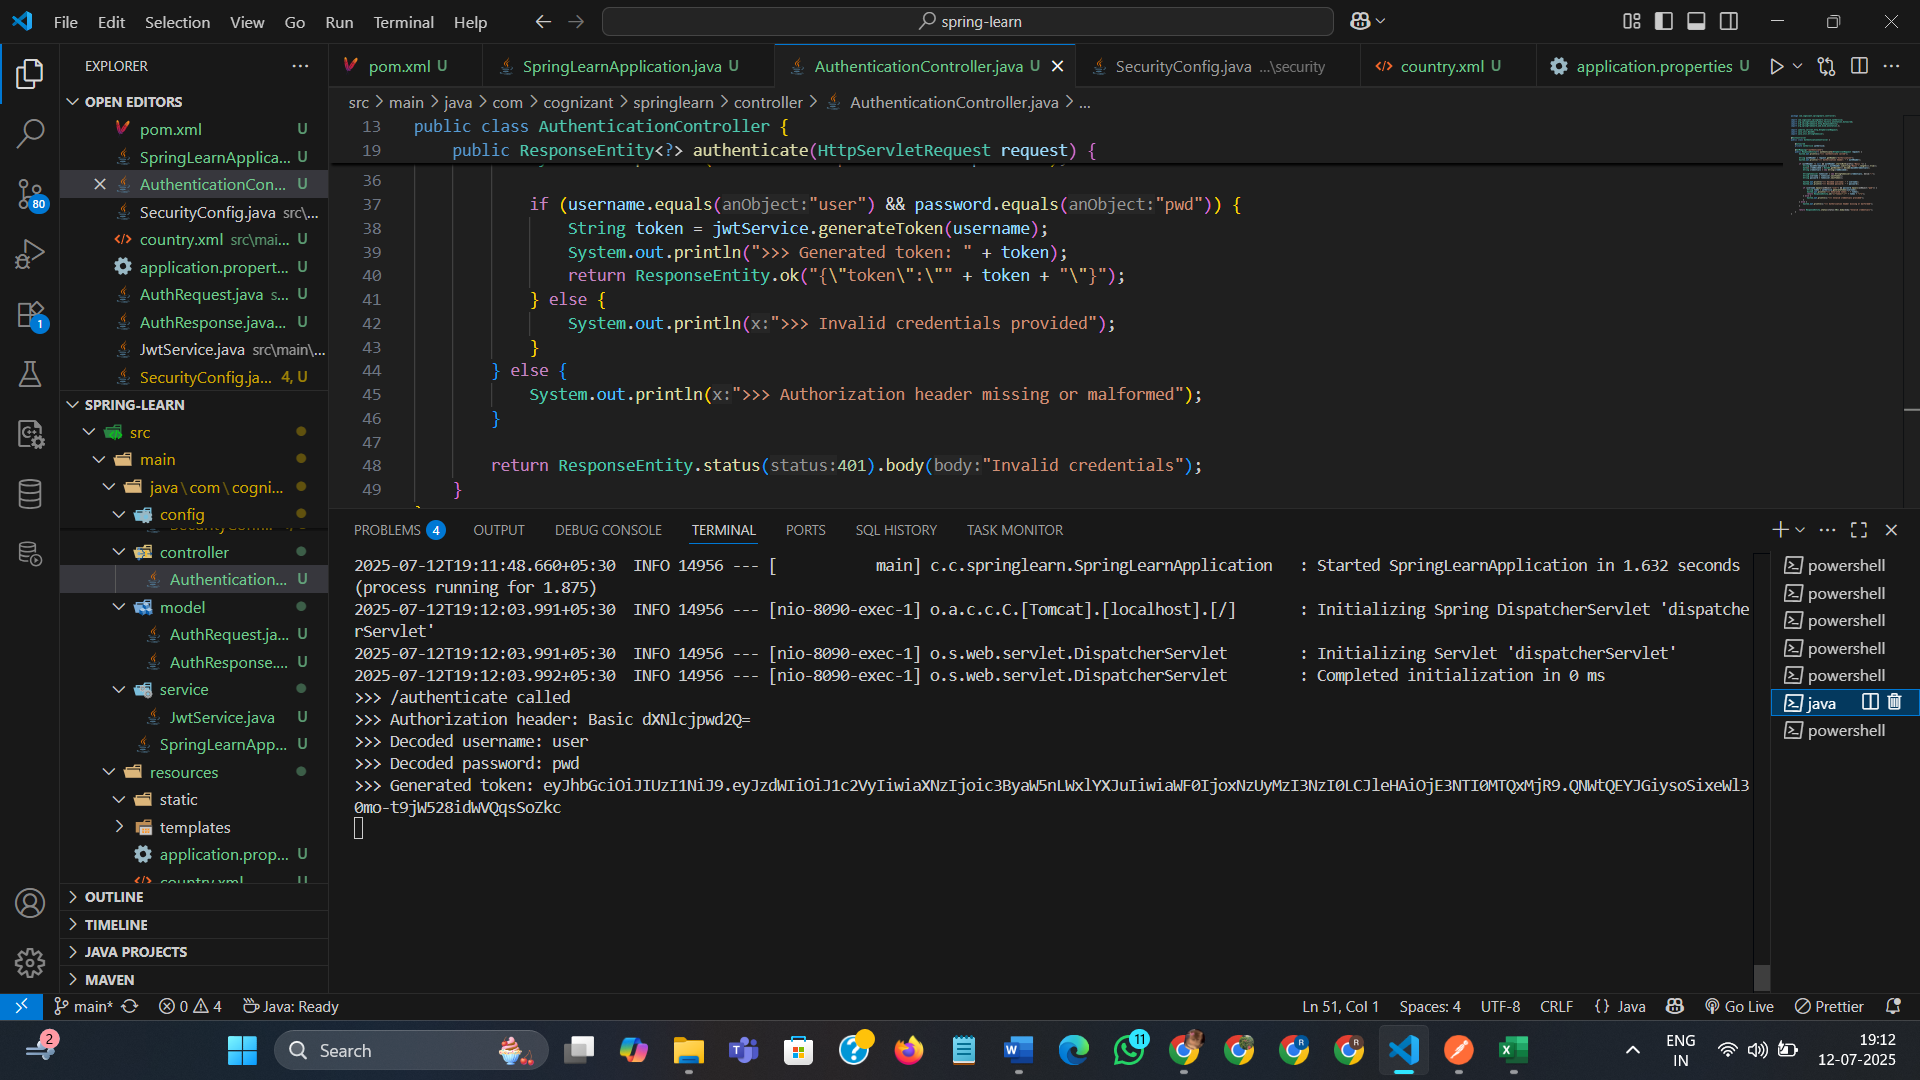 File Edit Selection View Go Run Terminal Help
spring-learn
EXPLORER
OPEN EDITORS
pom.xml U
SpringLearnApplica... U
AuthenticationCon... U
SecurityConfig.java src\...
country.xml src\mai... U
application.propert... U
AuthRequest.java s... U
AuthResponse.java... U
JwtService.java src\main\...
SecurityConfig.ja... 4, U
SPRING-LEARN
src
main
java\com\cogni...
config
controller
Authentication... U
model
AuthRequest.ja... U
AuthResponse.... U
service
JwtService.java U
SpringLearnApp... U
resources
static
templates
application.prop... U
country.xml U
OUTLINE
TIMELINE
JAVA PROJECTS
MAVEN
80
1
pom.xml U
SpringLearnApplication.java U
AuthenticationController.java U
SecurityConfig.java ...\security
country.xml U
application.properties U
src > main > java > com > cognizant > springlearn > controller > AuthenticationController.java > ...
13 public class AuthenticationController {
19 public ResponseEntity<?> authenticate(HttpServletRequest request) {
36
37 if (username.equals(anObject:"user") && password.equals(anObject:"pwd")) {
38 String token = jwtService.generateToken(username);
39 System.out.println(">>> Generated token: " + token);
40 return ResponseEntity.ok("{\"token\":\"" + token + "\"}");
41 } else {
42 System.out.println(x:">>> Invalid credentials provided");
43 }
44 } else {
45 System.out.println(x:">>> Authorization header missing or malformed");
46 }
47
48 return ResponseEntity.status(status:401).body(body:"Invalid credentials");
49 }
PROBLEMS 4 OUTPUT DEBUG CONSOLE TERMINAL PORTS SQL HISTORY TASK MONITOR
2025-07-12T19:11:48.660+05:30 INFO 14956 --- [ main] c.c.springlearn.SpringLearnApplication : Started SpringLearnApplication in 1.632 seconds
(process running for 1.875)
2025-07-12T19:12:03.991+05:30 INFO 14956 --- [nio-8090-exec-1] o.a.c.c.C.[Tomcat].[localhost].[/] : Initializing Spring DispatcherServlet 'dispatche
rServlet'
2025-07-12T19:12:03.991+05:30 INFO 14956 --- [nio-8090-exec-1] o.s.web.servlet.DispatcherServlet : Initializing Servlet 'dispatcherServlet'
2025-07-12T19:12:03.992+05:30 INFO 14956 --- [nio-8090-exec-1] o.s.web.servlet.DispatcherServlet : Completed initialization in 0 ms
>>> /authenticate called
>>> Authorization header: Basic dXNlcjpwd2Q=
>>> Decoded username: user
>>> Decoded password: pwd
>>> Generated token: eyJhbGciOiJIUzI1NiJ9.eyJzdWIiOiJ1c2VyIiwiaXNzIjoic3ByaW5nLWxlYXJuIiwiaWF0IjoxNzUyMzI3NzI0LCJleHAiOjE3NTI0MTQxMjR9.QNWtQEYJGiysoSixeWl3
0mo-t9jW528idWVQqsSoZkc
powershell
powershell
powershell
powershell
powershell
java
powershell
main* 0 4 Java: Ready
Ln 51, Col 1 Spaces: 4 UTF-8 CRLF {} Java Go Live Prettier
2
Search
11
ENG
IN
19:12
12-07-2025